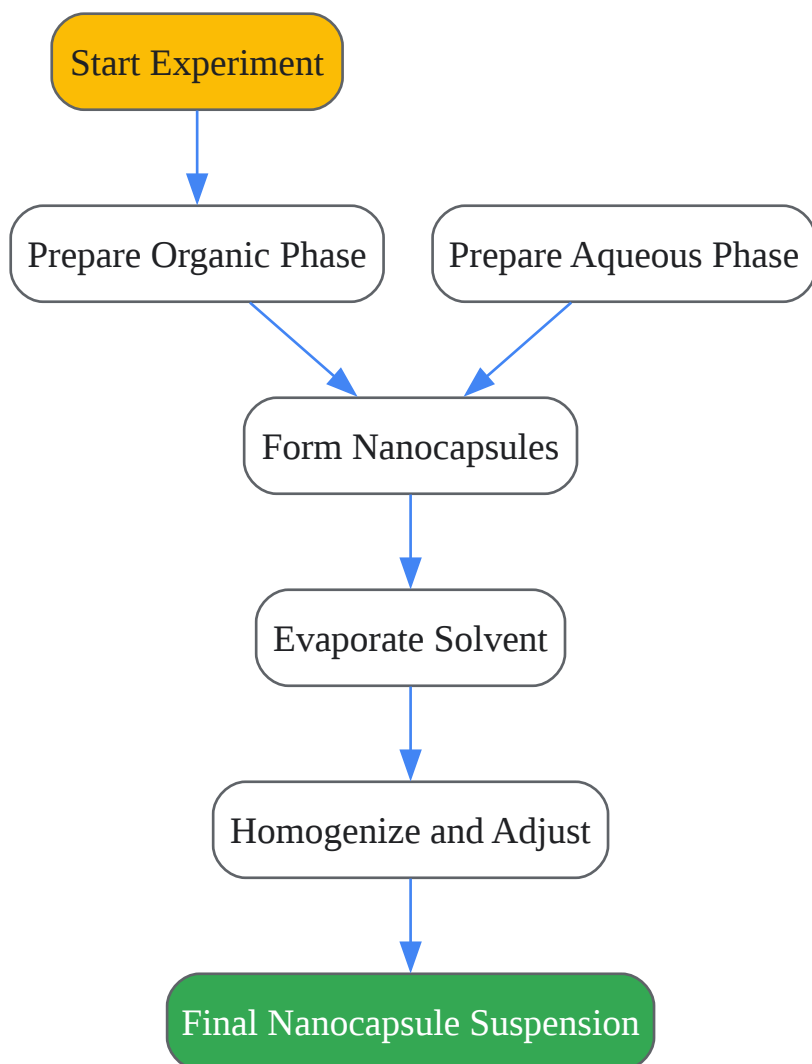 Start Experiment
Prepare Organic Phase
Prepare Aqueous Phase
Form Nanocapsules
Evaporate Solvent
Homogenize and Adjust
Final Nanocapsule Suspension